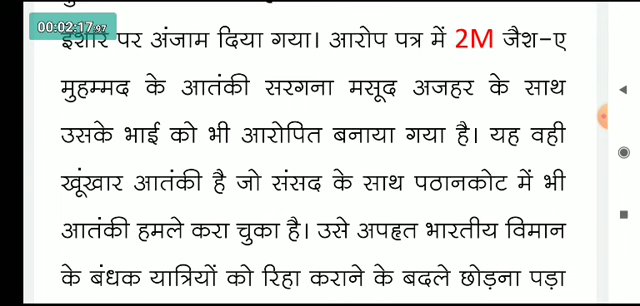 00:02:17.97
इशारे पर अंजाम दिया गया। आरोप पत्र में 2M जैश-ए
मुहम्मद के आतंकी सरगना मसूद अजहर के साथ
उसके भाई को भी आरोपित बनाया गया है। यह वही
खूंखार आतंकी है जो संसद के साथ पठानकोट में भी
आतंकी हमले करा चुका है। उसे अपहृत भारतीय विमान
के बंधक यात्रियों को रिहा कराने के बदले छोड़ना पड़ा